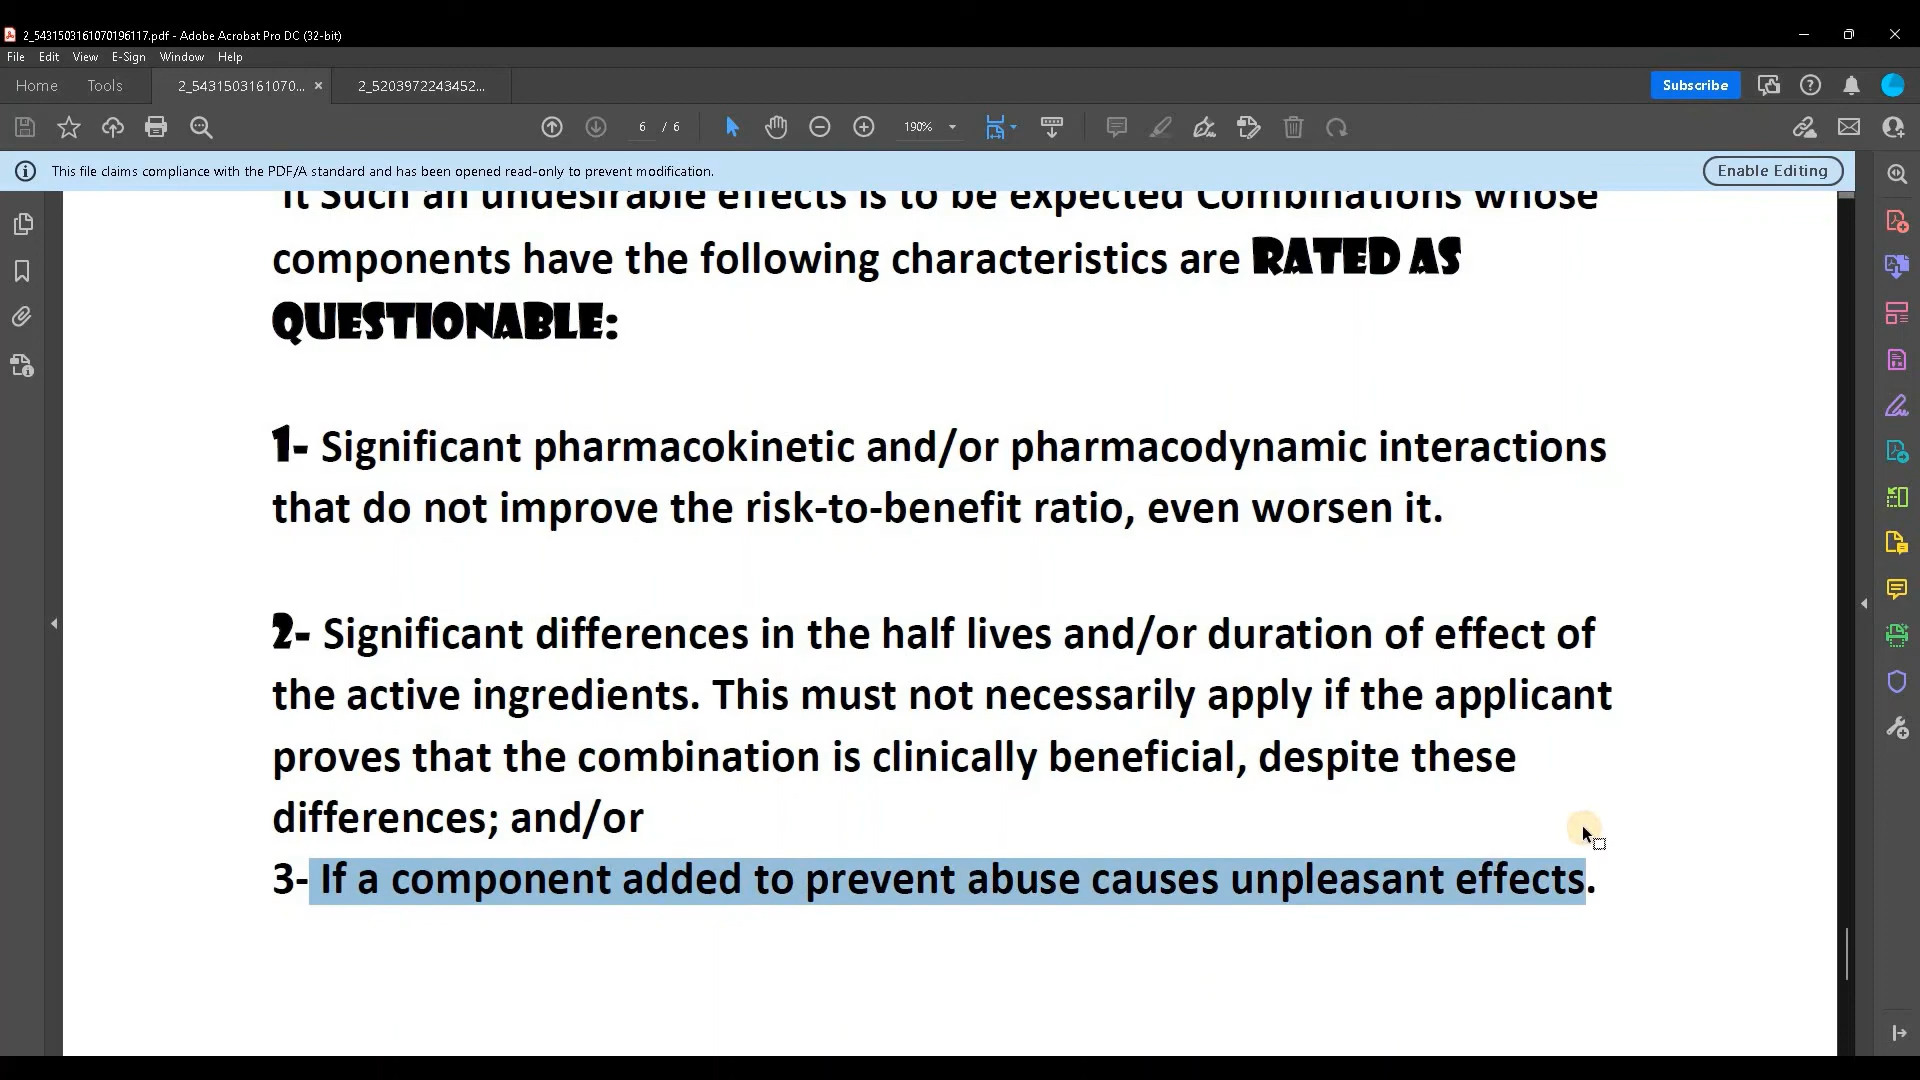 2_5431503161070196117.pdf - Adobe Acrobat Pro DC (32-bit)
File Edit View E-Sign Window Help
Home Tools 2_5431503161070... × 2_5203972243452...
Subscribe
6 / 6
190%
This file claims compliance with the PDF/A standard and has been opened read-only to prevent modification.
Enable Editing
Such an undesirable effects is to be expected Combinations whose
components have the following characteristics are RATED AS
QUESTIONABLE:
1- Significant pharmacokinetic and/or pharmacodynamic interactions
that do not improve the risk-to-benefit ratio, even worsen it.
2- Significant differences in the half lives and/or duration of effect of
the active ingredients. This must not necessarily apply if the applicant
proves that the combination is clinically beneficial, despite these
differences; and/or
3- If a component added to prevent abuse causes unpleasant effects.